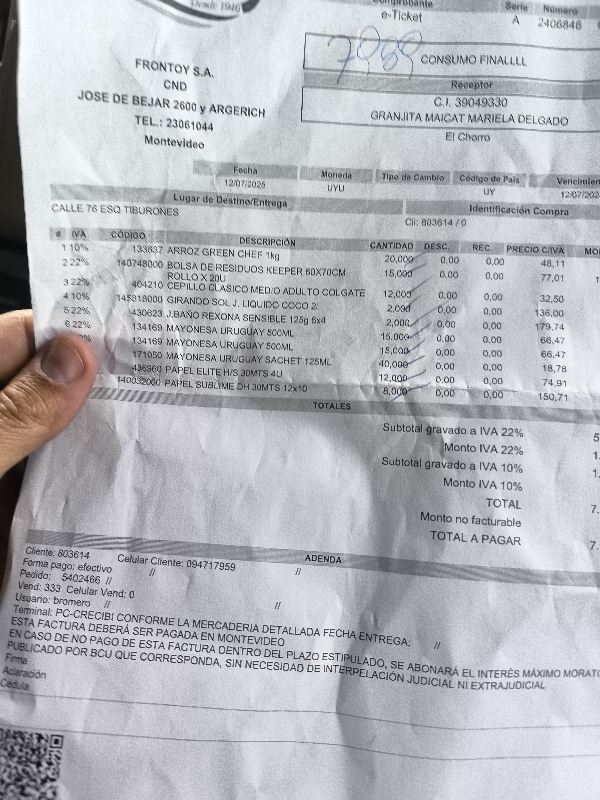 Desde 1940
Comprobante Serie Número
e-Ticket A 2406846
7989
CONSUMO FINALLLL
FRONTOY S.A.
CND
JOSE DE BEJAR 2600 y ARGERICH
TEL.: 23061044
Montevideo
Receptor
C.I. 39049330
GRANJITA MAICAT MARIELA DELGADO
El Chorro
Fecha Moneda Tipo de Cambio Código de País
12/07/2025 UYU UY 12/07/202
Lugar de Destino/Entrega Identificación Compra
CALLE 76 ESQ TIBURONES Cli: 803614 / 0
# IVA CÓDIGO DESCRIPCIÓN CANTIDAD DESC. REC. PRECIO C/IVA
1 10% 133637 ARROZ GREEN CHEF 1kg 20,000 0,00 0,00 48,11
2 22% 140748000 BOLSA DE RESIDUOS KEEPER 60X70CM 15,000 0,00 0,00 77,01
ROLLO X 20U
3 22% 404210 CEPILLO CLASICO MED/O ADULTO COLGATE 12,000 0,00 0,00 32,50
4 10% 145818000 GIRANDO SOL J. LIQUIDO COCO 2/ 2,000 0,00 0,00 136,00
5 22% 430623 J.BAÑO REXONA SENSIBLE 125g 6x4 2,000 0,00 0,00 179,74
6 22% 134169 MAYONESA URUGUAY 500ML 15,000 0,00 0,00 66,47
134169 MAYONESA URUGUAY 500ML 15,000 0,00 0,00 66,47
171050 MAYONESA URUGUAY SACHET 125ML 40,000 0,00 0,00 18,78
436960 PAPEL ELITE H/S 30MTS 4U 12,000 0,00 0,00 74,91
140032000 PAPEL SUBLIME DH 30MTS 12x10 8,000 0,00 0,00 150,71
TOTALES
Subtotal gravado a IVA 22% 5
Monto IVA 22% 1.
Subtotal gravado a IVA 10% 1.
Monto IVA 10%
TOTAL 7.
Monto no facturable
TOTAL A PAGAR 7.
ADENDA
Cliente: 803614 Celular Cliente: 094717959 //
Forma pago: efectivo //
Pedido: 5402466 //
Vend: 333 Celular Vend: 0
Usuario: bromero // //
Terminal: PC-CRECIBI CONFORME LA MERCADERIA DETALLADA FECHA ENTREGA: //
ESTA FACTURA DEBERÁ SER PAGADA EN MONTEVIDEO
EN CASO DE NO PAGO DE ESTA FACTURA DENTRO DEL PLAZO ESTIPULADO, SE ABONARÁ EL INTERÉS MÁXIMO MORATO
PUBLICADO POR BCU QUE CORRESPONDA, SIN NECESIDAD DE INTERPELACIÓN JUDICIAL NI EXTRAJUDICIAL
Firma
Aclaración
Cédula